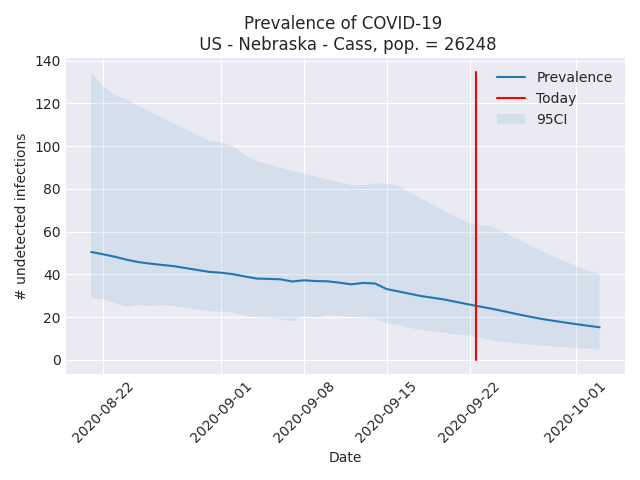 Prevalence of COVID-19
US - Nebraska - Cass, pop. = 26248
140
120
100
80
60
40
20
0
# undetected infections
Prevalence
Today
95CI
2020-08-22
2020-09-01
2020-09-08
2020-09-15
2020-09-22
2020-10-01
Date